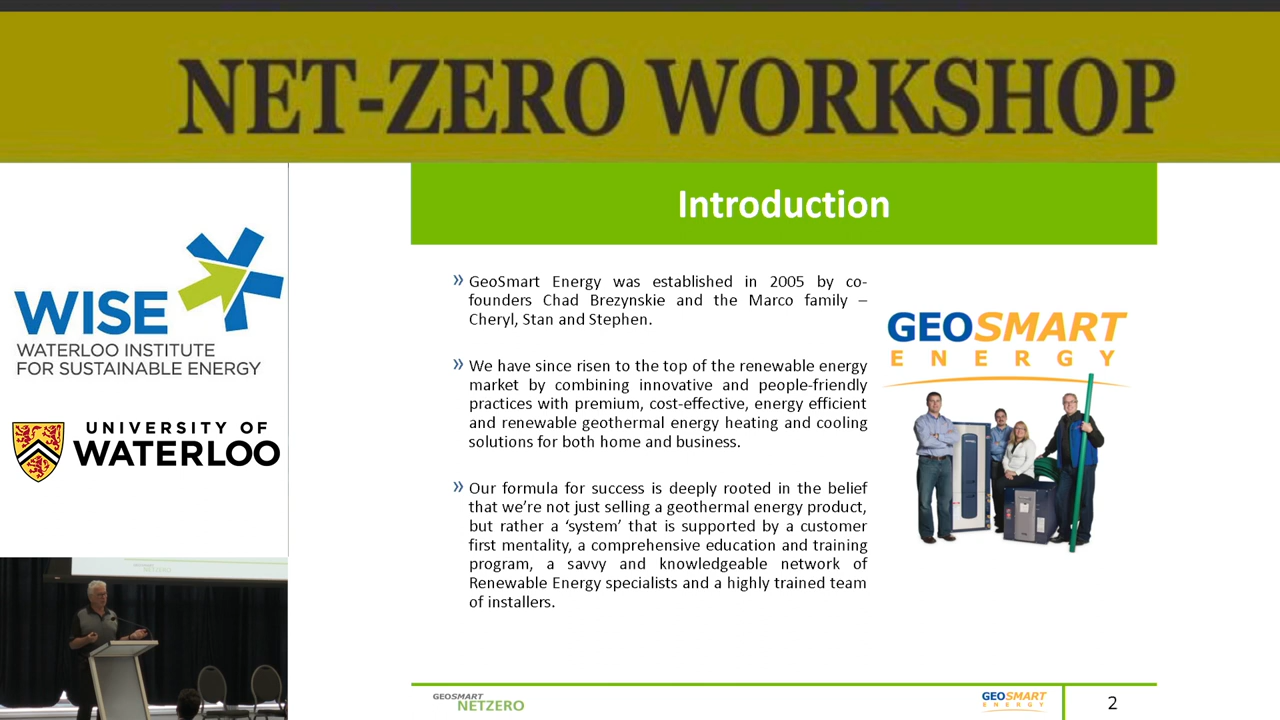 NET-ZERO WORKSHOP
Introduction
WISE
WATERLOO INSTITUTE
FOR SUSTAINABLE ENERGY
UNIVERSITY OF
WATERLOO
» GeoSmart Energy was established in 2005 by co-
founders Chad Brezynskie and the Marco family –
Cheryl, Stan and Stephen.
» We have since risen to the top of the renewable energy
market by combining innovative and people-friendly
practices with premium, cost-effective, energy efficient
and renewable geothermal energy heating and cooling
solutions for both home and business.
» Our formula for success is deeply rooted in the belief
that we’re not just selling a geothermal energy product,
but rather a ‘system’ that is supported by a customer
first mentality, a comprehensive education and training
program, a savvy and knowledgeable network of
Renewable Energy specialists and a highly trained team
of installers.
GEOSMART
ENERGY
GEOSMART
NETZERO
GEOSMART
ENERGY
2
NETZERO